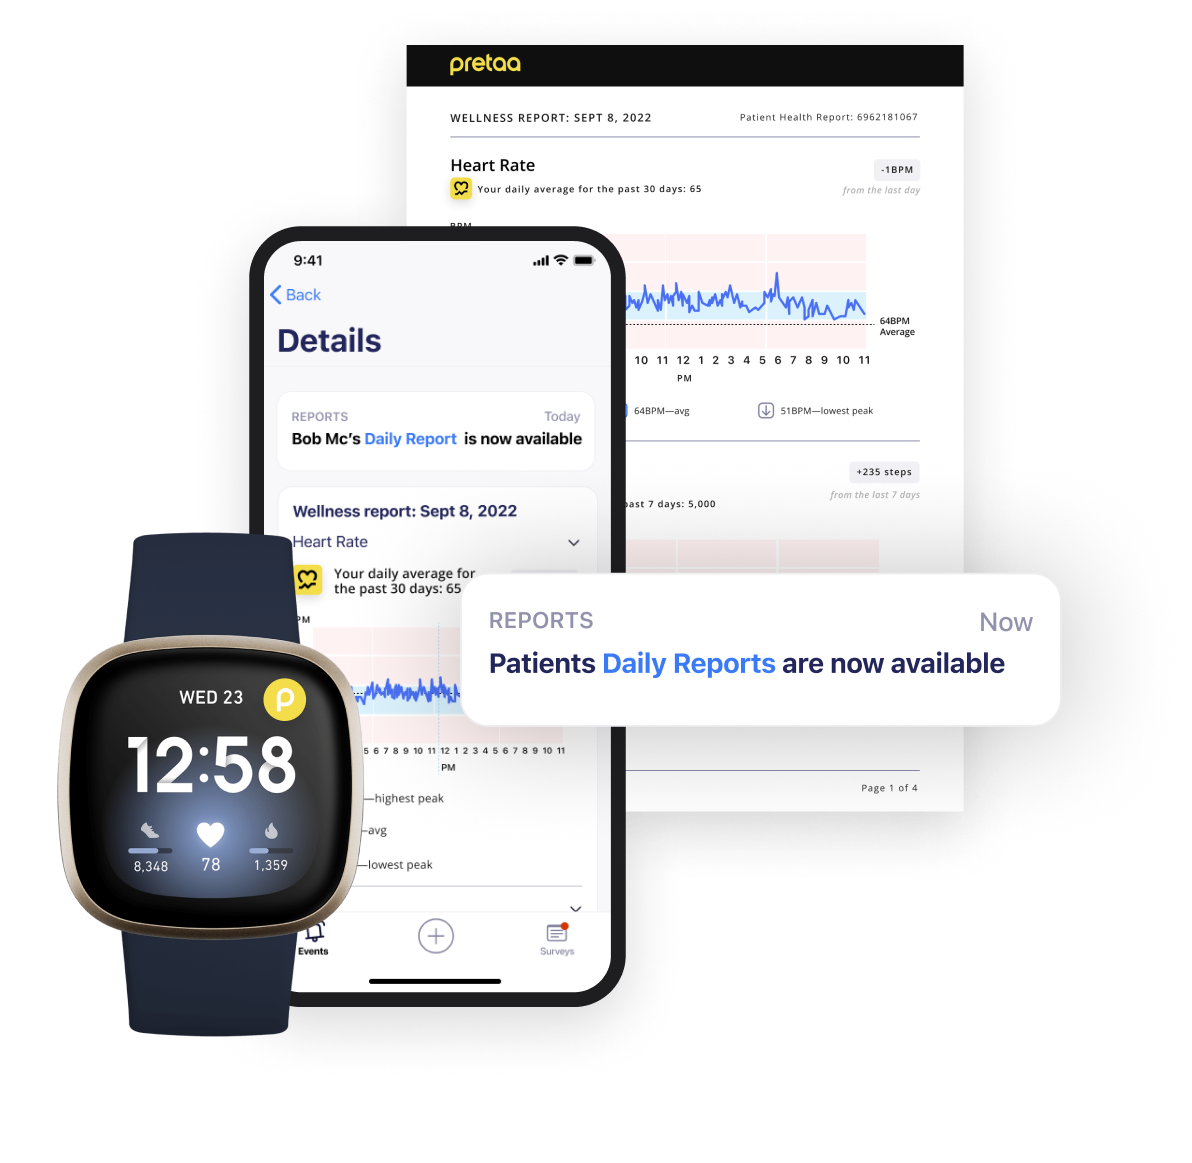 pretaa
WELLNESS REPORT: SEPT 8, 2022
Patient Health Report: 6962181067
Heart Rate
-1BPM
Your daily average for the past 30 days: 65
from the last day
64BPM
Average
10 11 12 1 2 3 4 5 6 7 8 9 10 11
PM
64BPM—avg
51BPM—lowest peak
+235 steps
from the last 7 days
past 7 days: 5,000
Page 1 of 4
9:41
Back
Details
REPORTS
Today
Bob Mc's Daily Report is now available
Wellness report: Sept 8, 2022
Heart Rate
Your daily average for
the past 30 days: 65
PM
5 6 7 8 9 10 11 12 1 2 3 4 5 6 7 8 9 10 11
PM
—highest peak
—avg
—lowest peak
Events
Surveys
REPORTS
Now
Patients Daily Reports are now available
WED 23
12:58
8,348
78
1,359